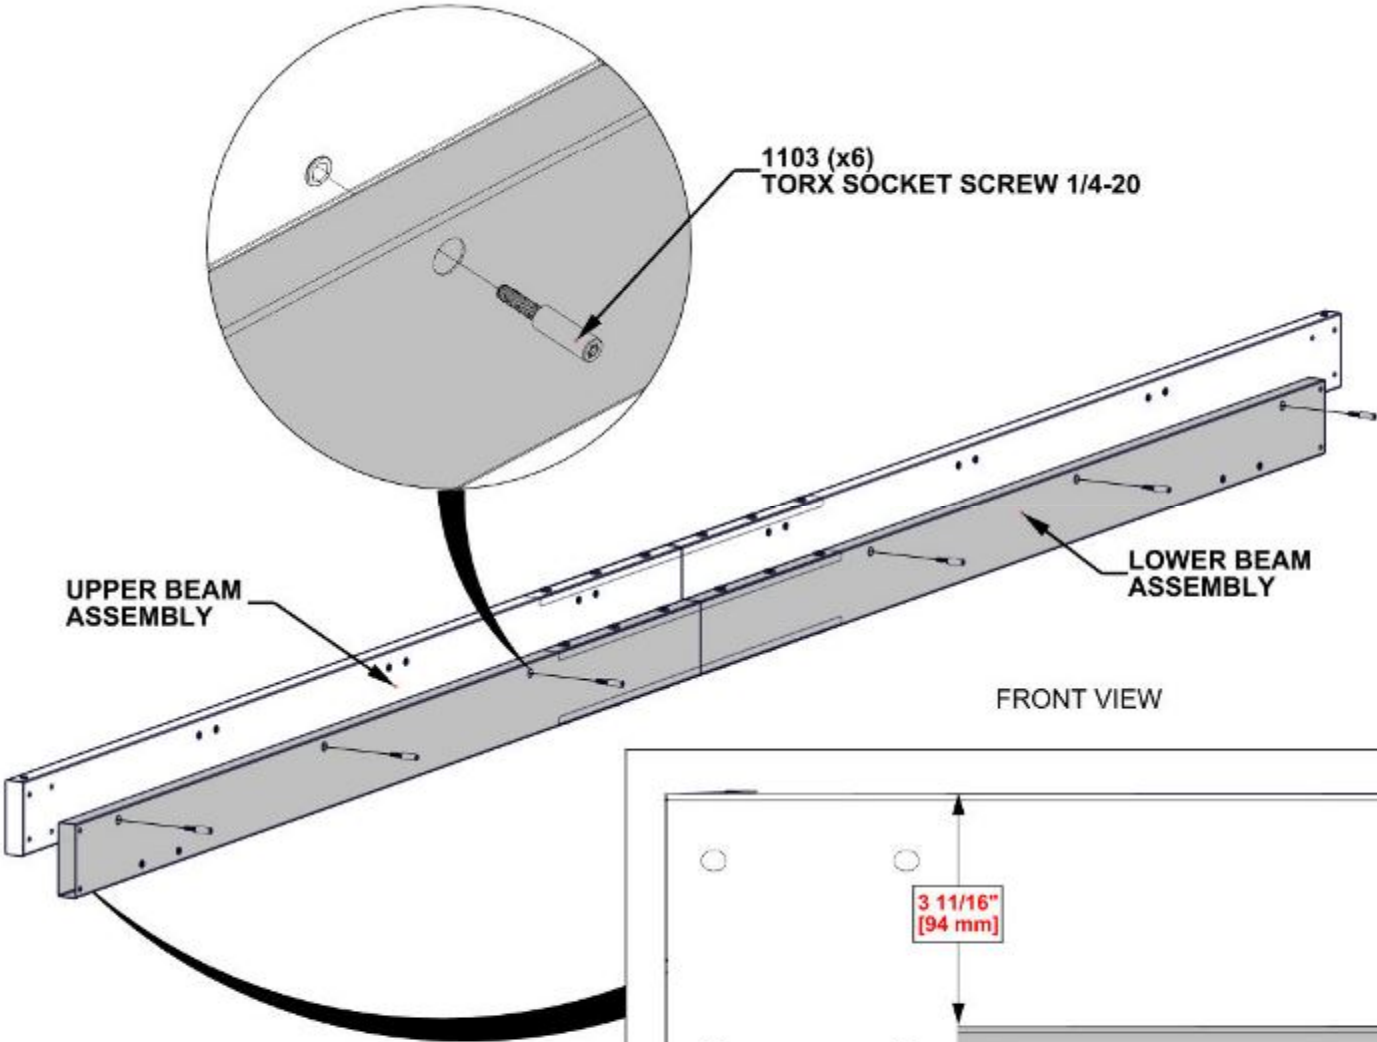 1103 (x6)
TORX SOCKET SCREW 1/4-20
UPPER BEAM
ASSEMBLY
LOWER BEAM
ASSEMBLY
FRONT VIEW
3 11/16"
[94 mm]